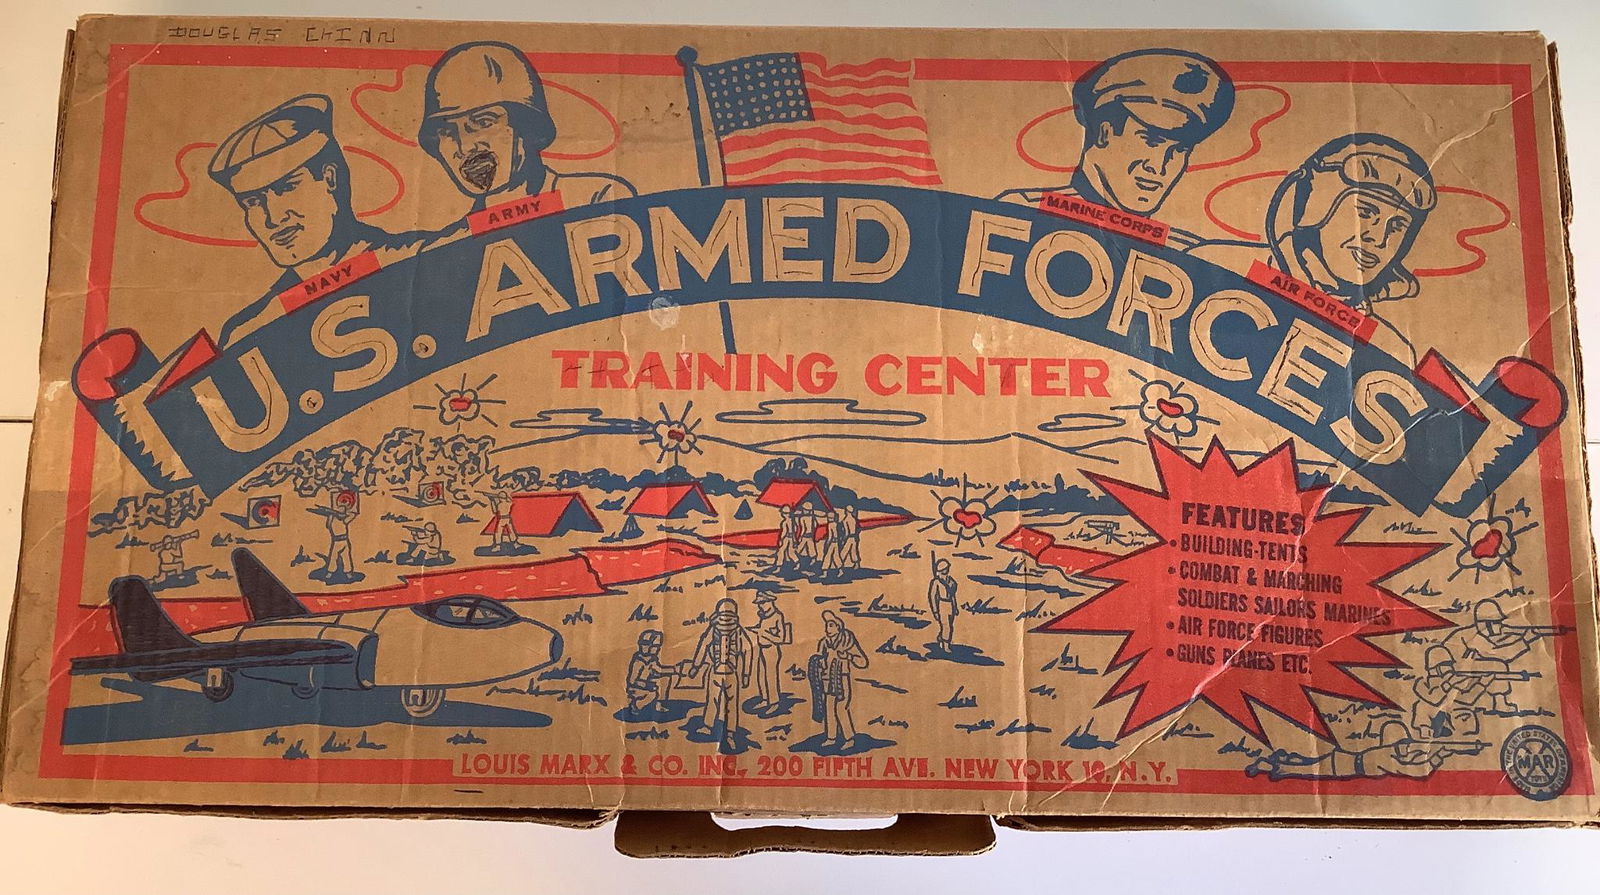 DOUGLAS CHINN
NAVY
ARMY
MARINE CORPS
AIR FORCE
U.S. ARMED FORCES
TRAINING CENTER
FEATURES
• BUILDING-TENTS
• COMBAT & MARCHING
SOLDIERS SAILORS MARINES
• AIR FORCE FIGURES
• GUNS PLANES ETC.
LOUIS MARX & CO. INC. 200 FIFTH AVE. NEW YORK 10, N.Y.
MAR